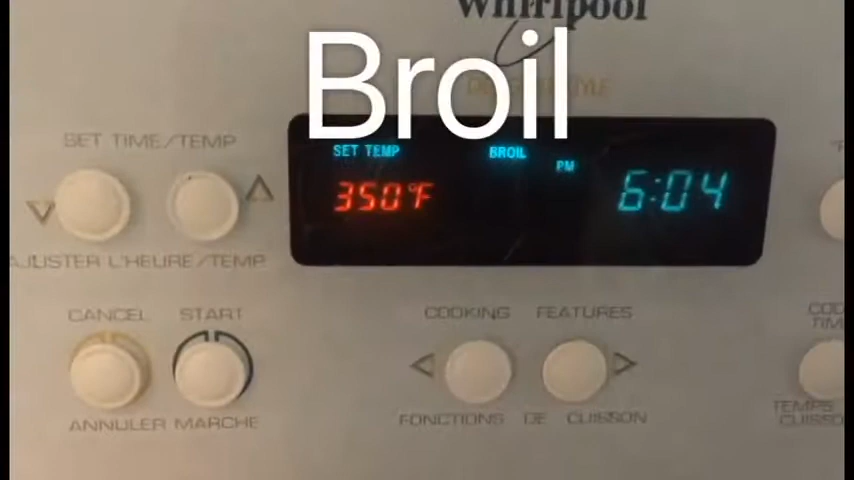 Whirlpool
Broil
SET TIME/TEMP
SET TEMP
BROIL
PM
350°F
6:04
AJUSTER L'HEURE/TEMP
CANCEL START
COOKING FEATURES
ANNULER MARCHE
FONCTIONS DE CUISSON
TEMPS